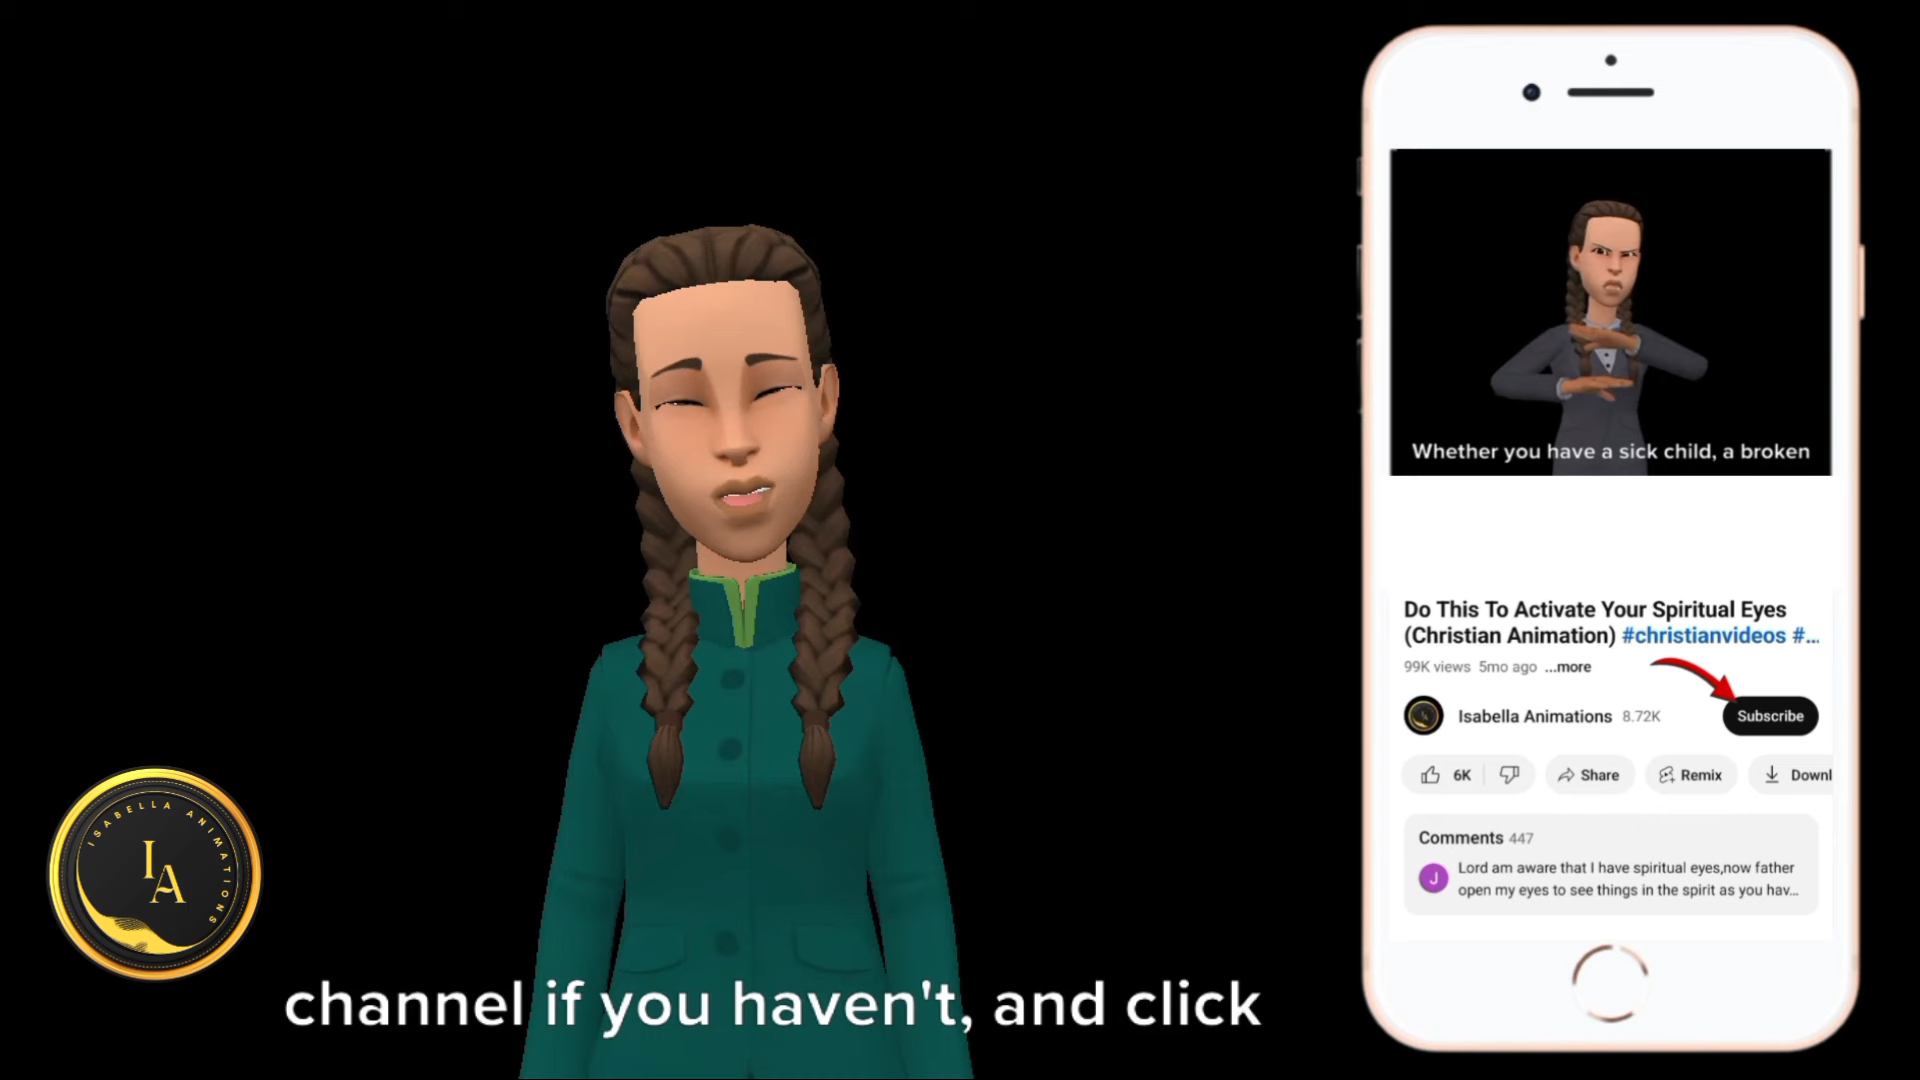 ISABELLA ANIMATIONS
IA
channel if you haven't, and click
Whether you have a sick child, a broken
Do This To Activate Your Spiritual Eyes
(Christian Animation) #christianvideos #...
99K views 5mo ago ...more
IA
Isabella Animations 8.72K Subscribe
6K Share Remix Downl
Comments 447
J
Lord am aware that I have spiritual eyes,now father
open my eyes to see things in the spirit as you hav...